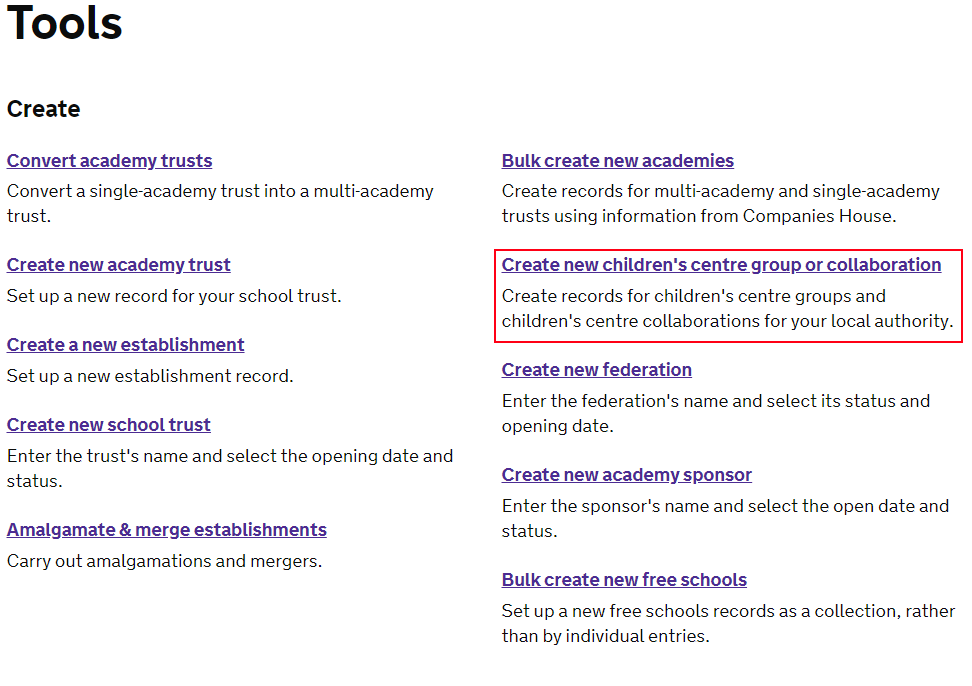 Tools
Create
Convert academy trusts
Convert a single-academy trust into a multi-academy
trust.
Create new academy trust
Set up a new record for your school trust.
Create a new establishment
Set up a new establishment record.
Create new school trust
Enter the trust's name and select the opening date and
status.
Amalgamate & merge establishments
Carry out amalgamations and mergers.
Bulk create new academies
Create records for multi-academy and single-academy
trusts using information from Companies House.
Create new children's centre group or collaboration
Create records for children's centre groups and
children's centre collaborations for your local authority.
Create new federation
Enter the federation's name and select its status and
opening date.
Create new academy sponsor
Enter the sponsor's name and select the open date and
status.
Bulk create new free schools
Set up a new free schools records as a collection, rather
than by individual entries.